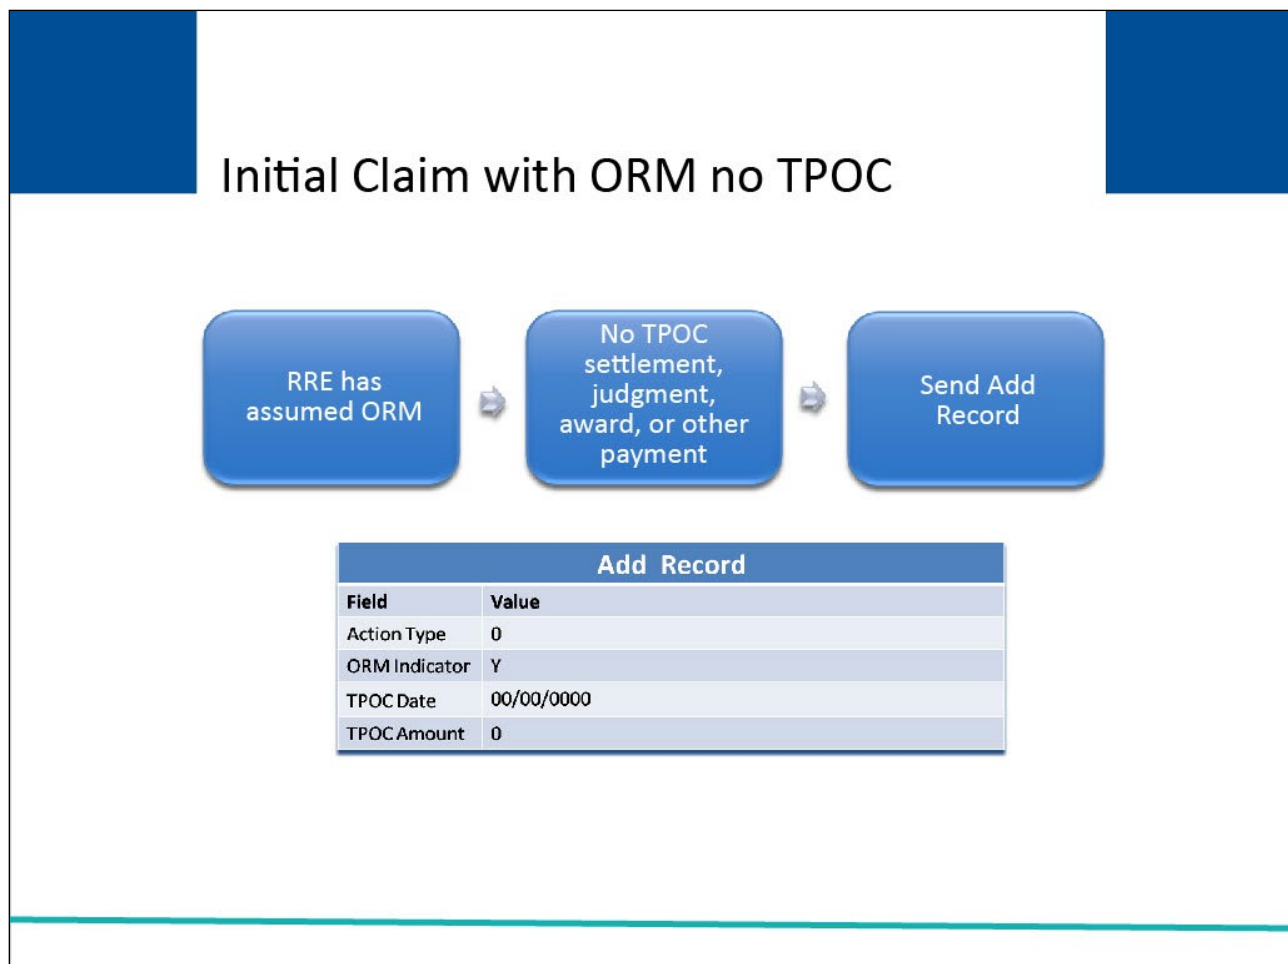 Initial Claim with ORM no TPOC
RRE has
assumed ORM
No TPOC
settlement,
judgment,
award, or other
payment
Send Add
Record
Add Record
Field Value
Action Type 0
ORM Indicator Y
TPOC Date 00/00/0000
TPOC Amount 0